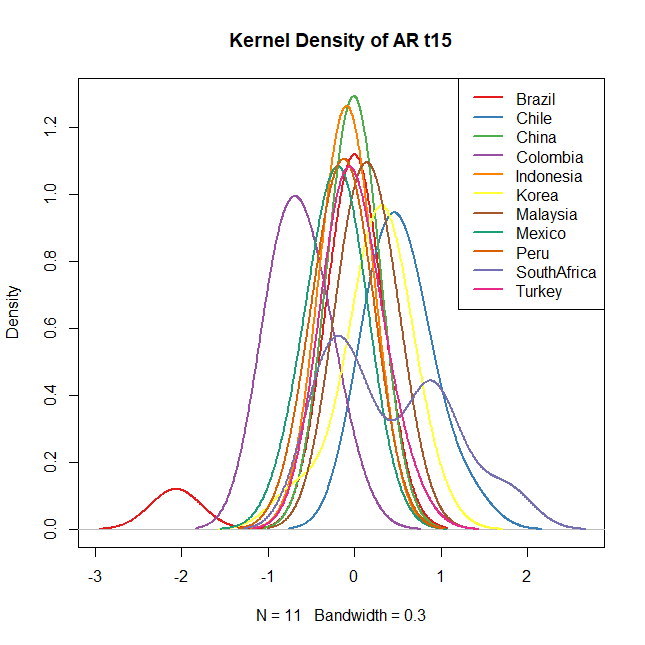 Kernel Density of AR t15
Brazil
Chile
China
Colombia
Indonesia
Korea
Malaysia
Mexico
Peru
SouthAfrica
Turkey
Density
0.0
0.2
0.4
0.6
0.8
1.0
1.2
-3 -2 -1 0 1 2
N = 11 Bandwidth = 0.3